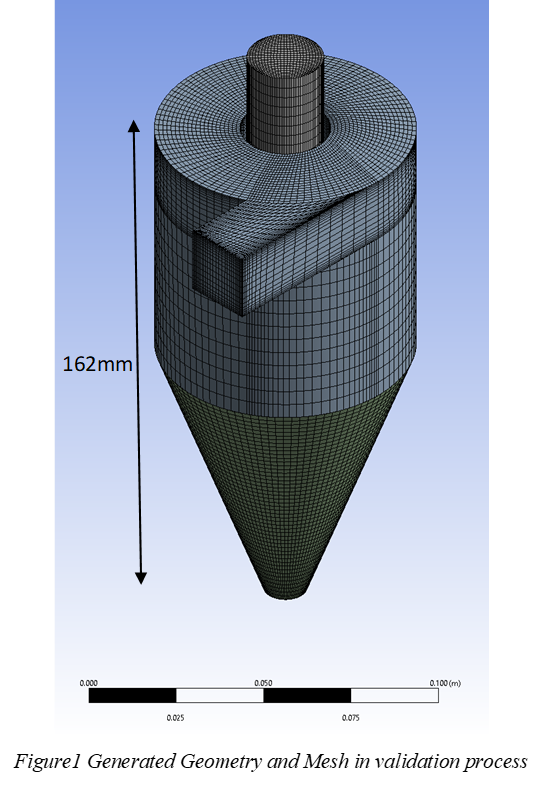 162mm
0.000 0.050 0.100 (m)
0.025 0.075
Figure1 Generated Geometry and Mesh in validation process